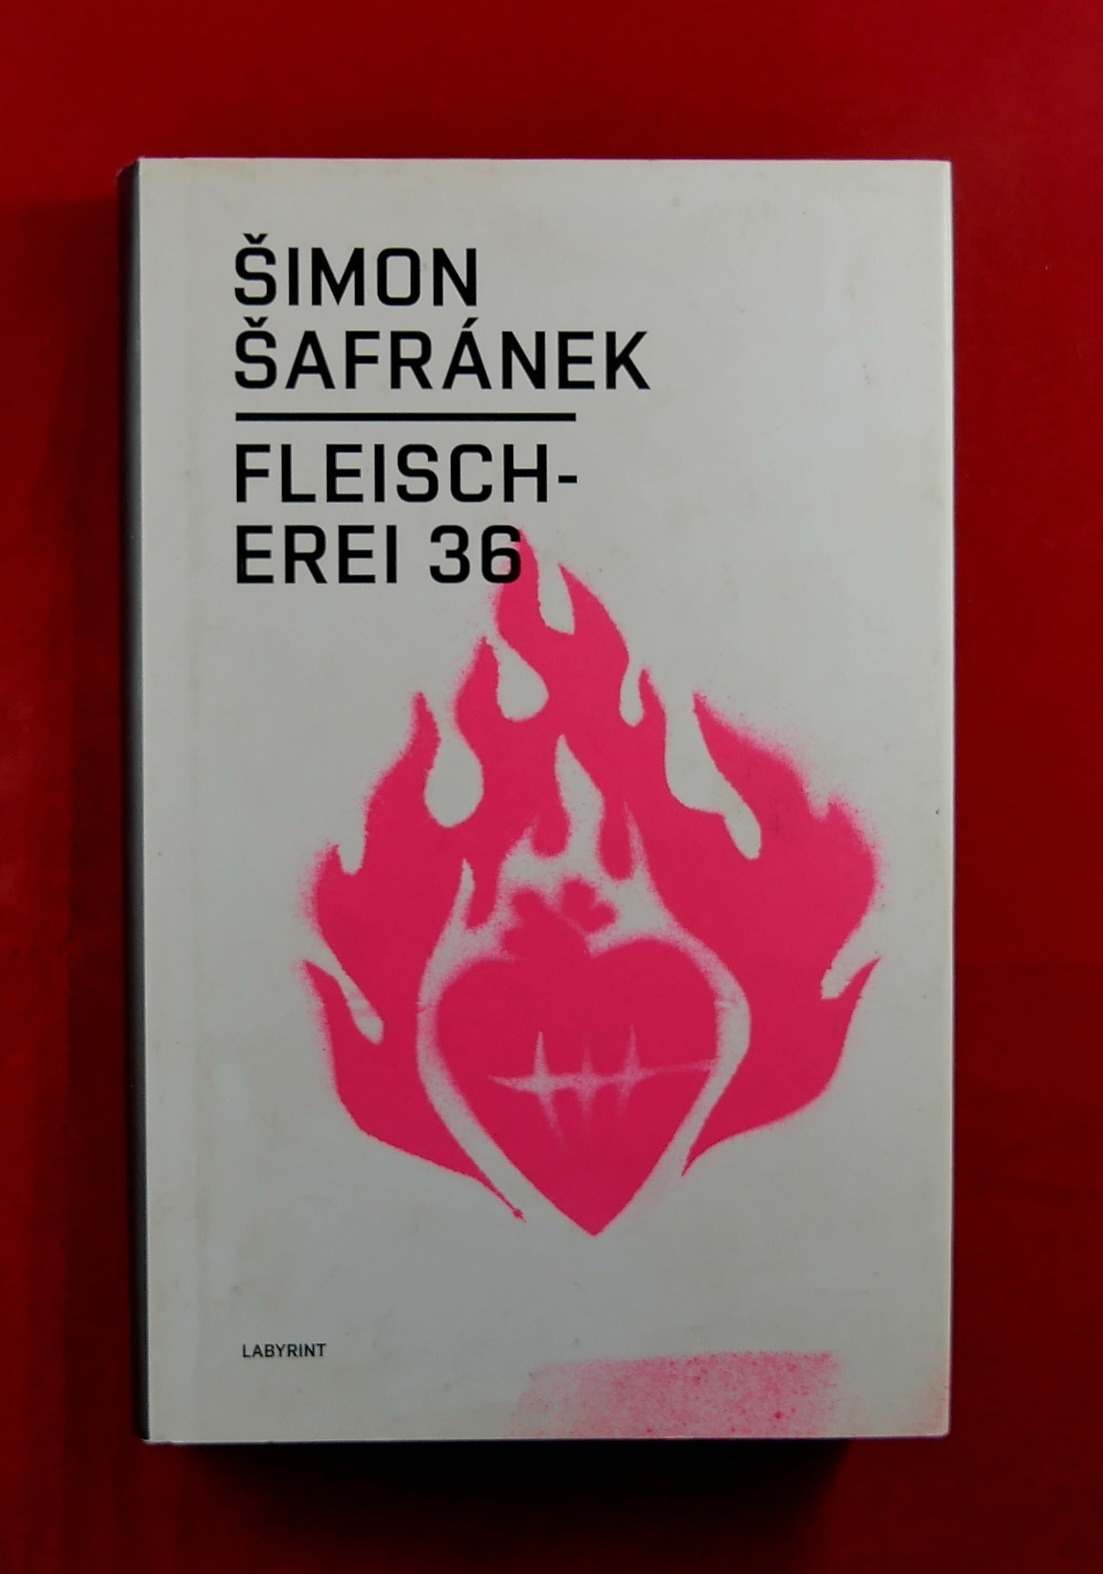 ŠIMON
ŠAFRÁNEK
FLEISCH-
EREI 36
LABYRINT